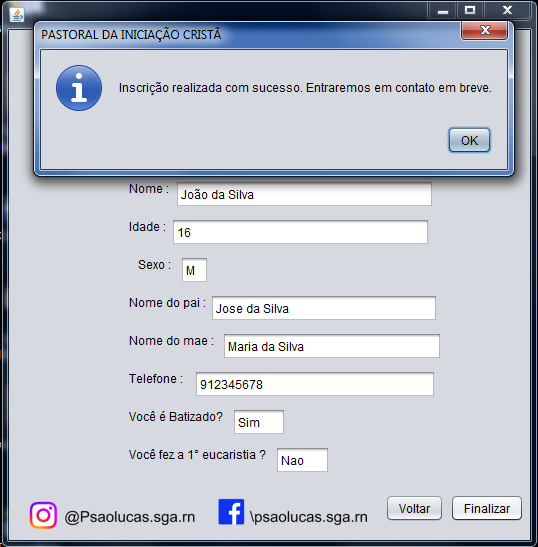 PASTORAL DA INICIAÇÃO CRISTÃ
Inscrição realizada com sucesso. Entraremos em contato em breve.
OK
Nome : João da Silva
Idade : 16
Sexo : M
Nome do pai : Jose da Silva
Nome do mae : Maria da Silva
Telefone : 912345678
Você é Batizado? Sim
Você fez a 1° eucaristia ? Nao
@Psaolucas.sga.rn \psaolucas.sga.rn Voltar Finalizar